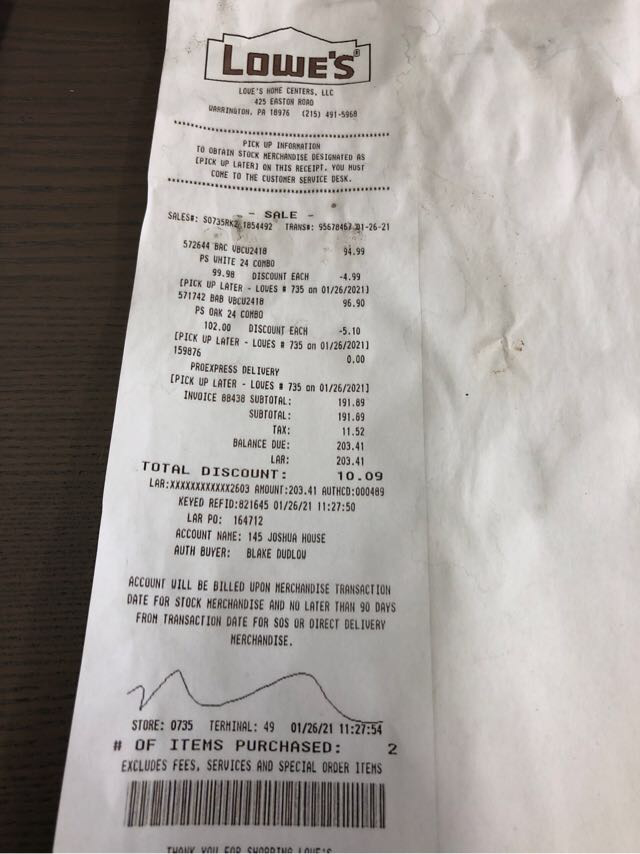 LOWE'S®
LOWE'S HOME CENTERS, LLC
425 EASTON ROAD
WARRINGTON, PA 18976 (215) 491-5968
PICK UP INFORMATION
TO OBTAIN STOCK MERCHANDISE DESIGNATED AS
[PICK UP LATER] ON THIS RECEIPT, YOU MUST
COME TO THE CUSTOMER SERVICE DESK.
- SALE -
SALES#: S0735RK2 1854492 TRANS#: 95678467 01-26-21
572644 BAC VBCU2418 94.99
PS WHITE 24 COMBO
99.98 DISCOUNT EACH -4.99
[PICK UP LATER - LOWES # 735 on 01/26/2021]
571742 BAB VBCU2418 96.90
PS OAK 24 COMBO
102.00 DISCOUNT EACH -5.10
[PICK UP LATER - LOWES # 735 on 01/26/2021]
159876 0.00
PROEXPRESS DELIVERY
[PICK UP LATER - LOWES # 735 on 01/26/2021]
INVOICE 88438 SUBTOTAL: 191.89
SUBTOTAL: 191.89
TAX: 11.52
BALANCE DUE: 203.41
LAR: 203.41
TOTAL DISCOUNT: 10.09
LAR:XXXXXXXXXXXX2603 AMOUNT:203.41 AUTHCD:000489
KEYED REFID:821645 01/26/21 11:27:50
LAR PO: 164712
ACCOUNT NAME: 145 JOSHUA HOUSE
AUTH BUYER: BLAKE DUDLOW
ACCOUNT WILL BE BILLED UPON MERCHANDISE TRANSACTION
DATE FOR STOCK MERCHANDISE AND NO LATER THAN 90 DAYS
FROM TRANSACTION DATE FOR SOS OR DIRECT DELIVERY
MERCHANDISE.
STORE: 0735 TERMINAL: 49 01/26/21 11:27:54
# OF ITEMS PURCHASED: 2
EXCLUDES FEES, SERVICES AND SPECIAL ORDER ITEMS
THANK YOU FOR SHOPPING LOWE'S